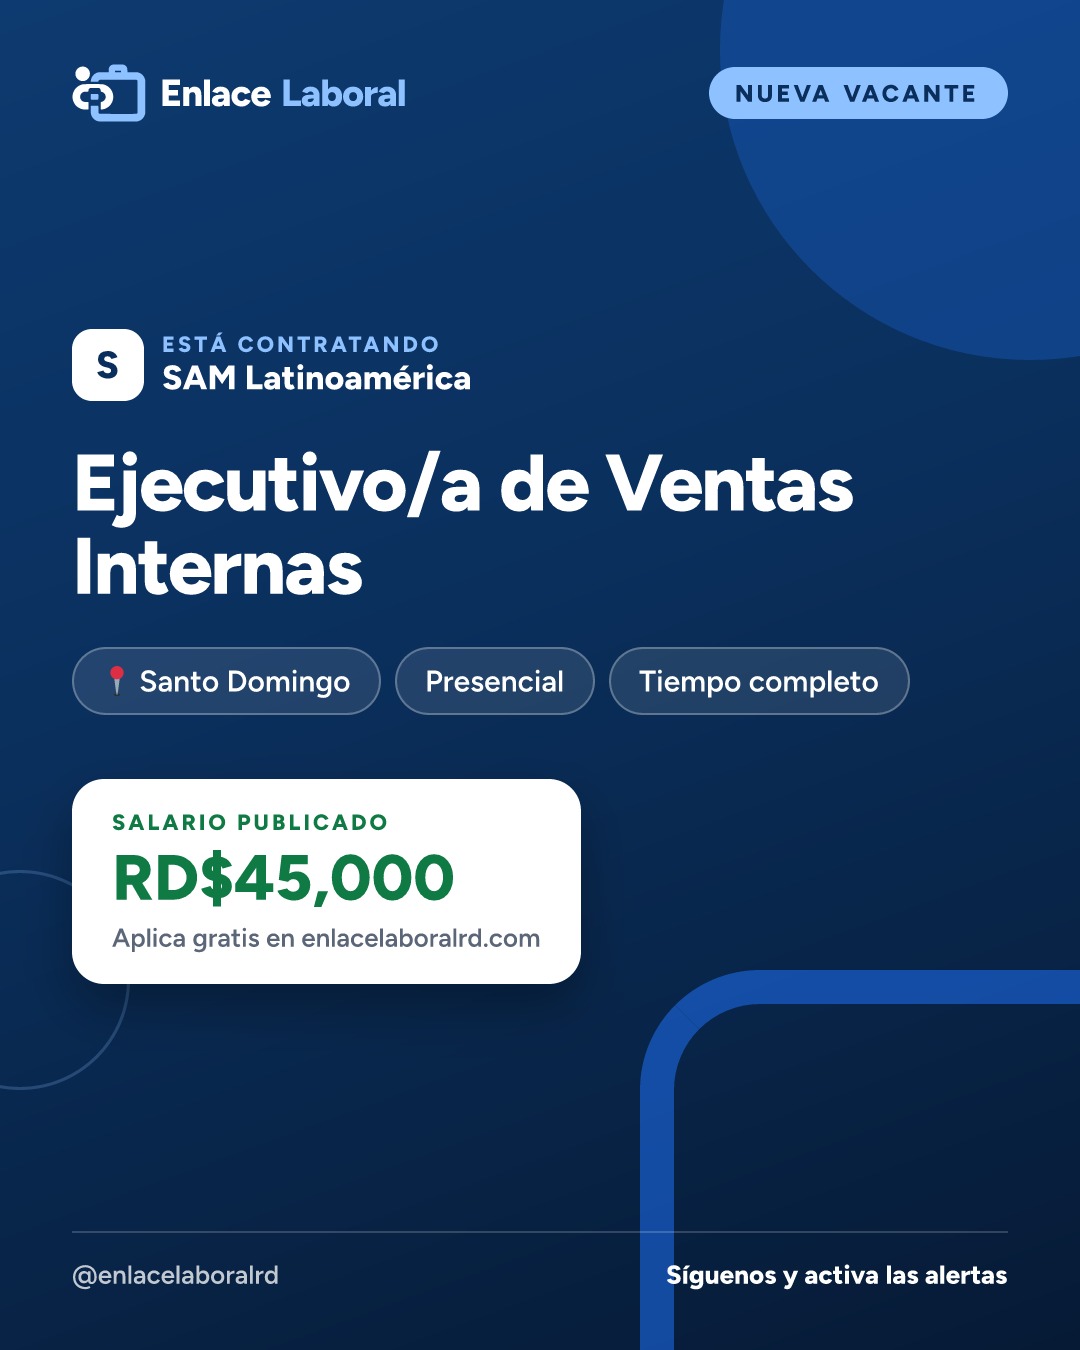 Enlace Laboral
NUEVA VACANTE
S
ESTÁ CONTRATANDO
SAM Latinoamérica
Ejecutivo/a de Ventas
Internas
📍 Santo Domingo
Presencial
Tiempo completo
SALARIO PUBLICADO
RD$45,000
Aplica gratis en enlacelaboralrd.com
@enlacelaboralrd
Síguenos y activa las alertas